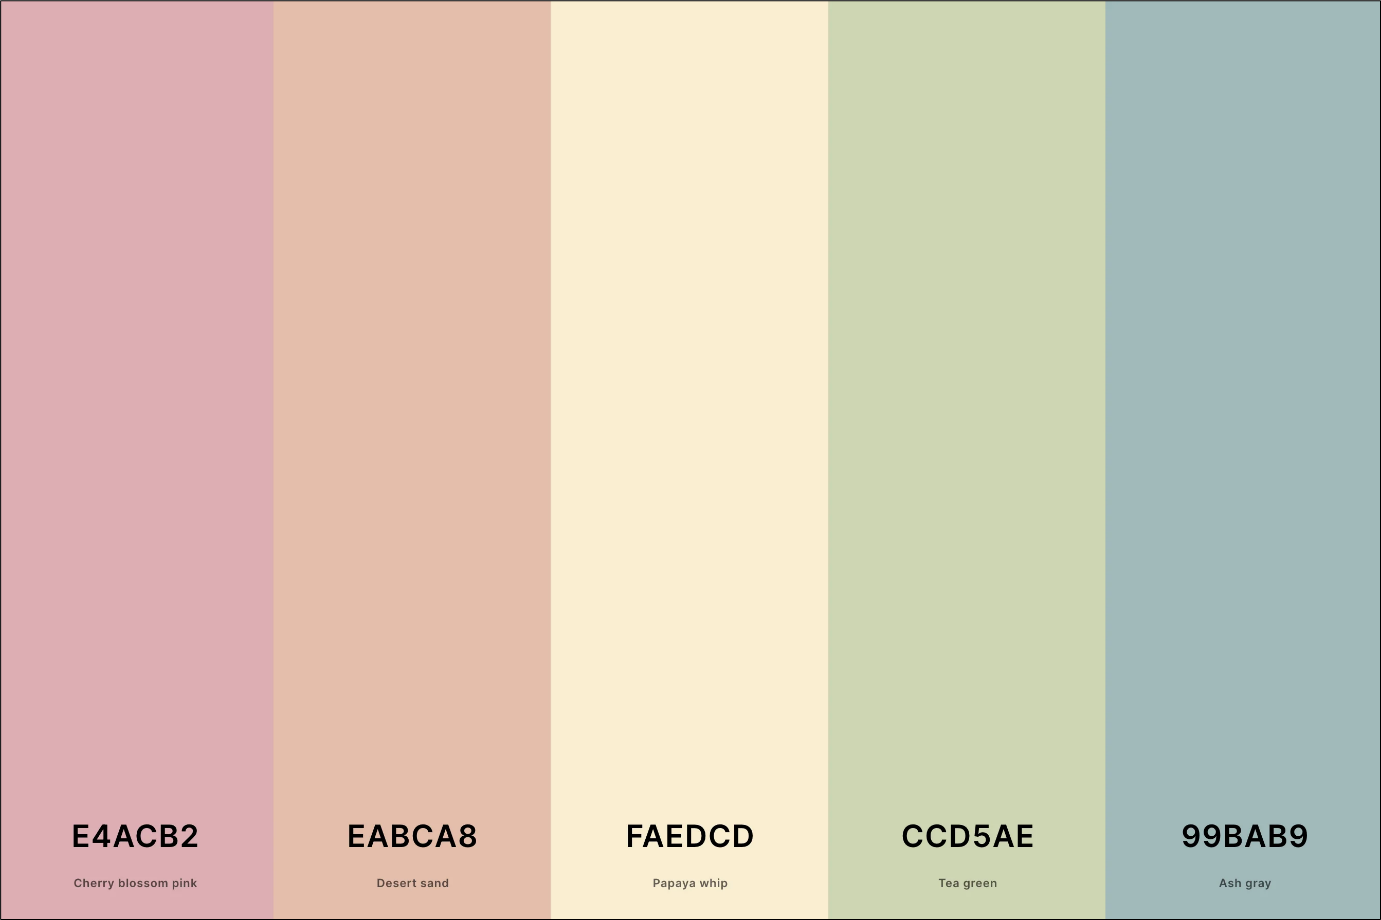 E4ACB2
Cherry blossom pink
EABCA8
Desert sand
FAEDCD
Papaya whip
CCD5AE
Tea green
99BAB9
Ash gray